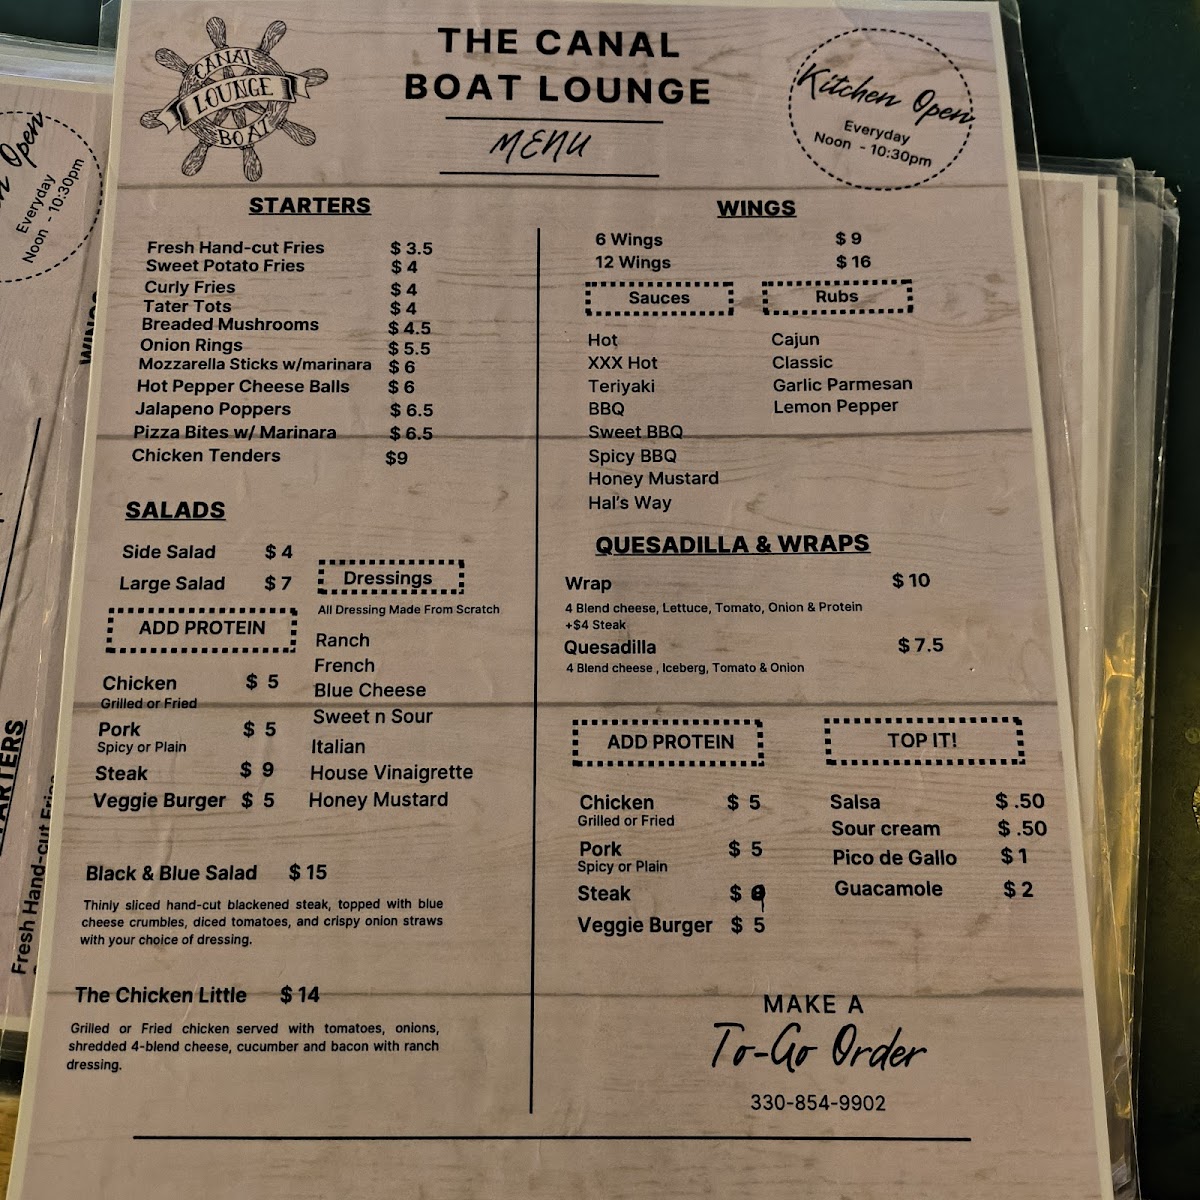 CANAL
LOUNGE
BOAT
THE CANAL
BOAT LOUNGE
MENU
Kitchen Open
Everyday
Noon - 10:30pm
STARTERS
Fresh Hand-cut Fries $ 3.5
Sweet Potato Fries $ 4
Curly Fries $ 4
Tater Tots $ 4
Breaded Mushrooms $ 4.5
Onion Rings $ 5.5
Mozzarella Sticks w/marinara $ 6
Hot Pepper Cheese Balls $ 6
Jalapeno Poppers $ 6.5
Pizza Bites w/ Marinara $ 6.5
Chicken Tenders $9
SALADS
Side Salad $ 4
Large Salad $ 7
ADD PROTEIN
Chicken $ 5
Grilled or Fried
Pork $ 5
Spicy or Plain
Steak $ 9
Veggie Burger $ 5
Dressings
All Dressing Made From Scratch
Ranch
French
Blue Cheese
Sweet n Sour
Italian
House Vinaigrette
Honey Mustard
Black & Blue Salad $ 15
Thinly sliced hand-cut blackened steak, topped with blue
cheese crumbles, diced tomatoes, and crispy onion straws
with your choice of dressing.
The Chicken Little $ 14
Grilled or Fried chicken served with tomatoes, onions,
shredded 4-blend cheese, cucumber and bacon with ranch
dressing.
WINGS
6 Wings $ 9
12 Wings $ 16
Sauces
Hot
XXX Hot
Teriyaki
BBQ
Sweet BBQ
Spicy BBQ
Honey Mustard
Hal's Way
Rubs
Cajun
Classic
Garlic Parmesan
Lemon Pepper
QUESADILLA & WRAPS
Wrap $ 10
4 Blend cheese, Lettuce, Tomato, Onion & Protein
+$4 Steak
Quesadilla $ 7.5
4 Blend cheese , Iceberg, Tomato & Onion
ADD PROTEIN
Chicken $ 5
Grilled or Fried
Pork $ 5
Spicy or Plain
Steak $ 9
Veggie Burger $ 5
TOP IT!
Salsa $ .50
Sour cream $ .50
Pico de Gallo $ 1
Guacamole $ 2
MAKE A
To-Go Order
330-854-9902
Open
Everyday
Noon - 10:30pm
WINGS
Fresh Hand-cut Fries